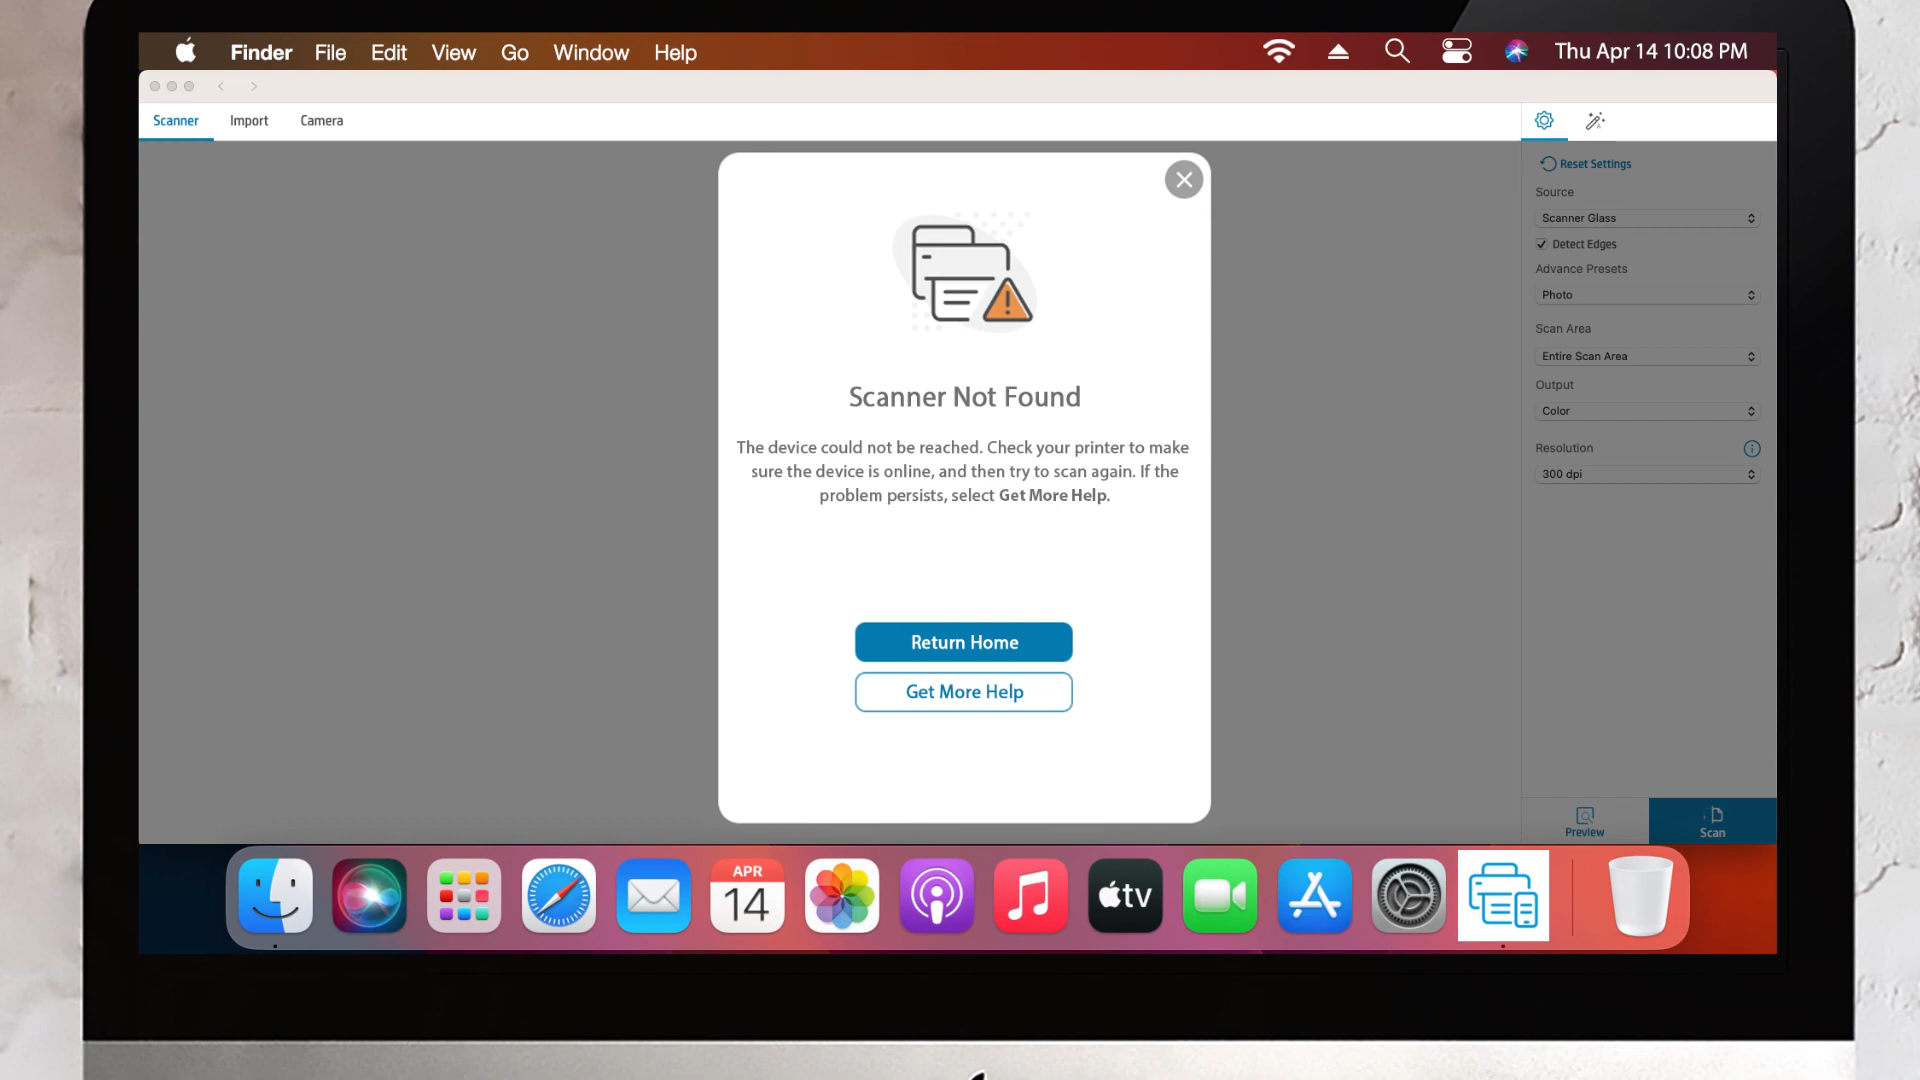 Finder File Edit View Go Window Help
Thu Apr 14 10:08 PM
Scanner Import Camera
Reset Settings
Source
Scanner Glass
Detect Edges
Advance Presets
Photo
Scan Area
Entire Scan Area
Output
Color
Resolution
300 dpi
Preview
Scan
Scanner Not Found
The device could not be reached. Check your printer to make
sure the device is online, and then try to scan again. If the
problem persists, select Get More Help.
Return Home
Get More Help
APR
14
tv